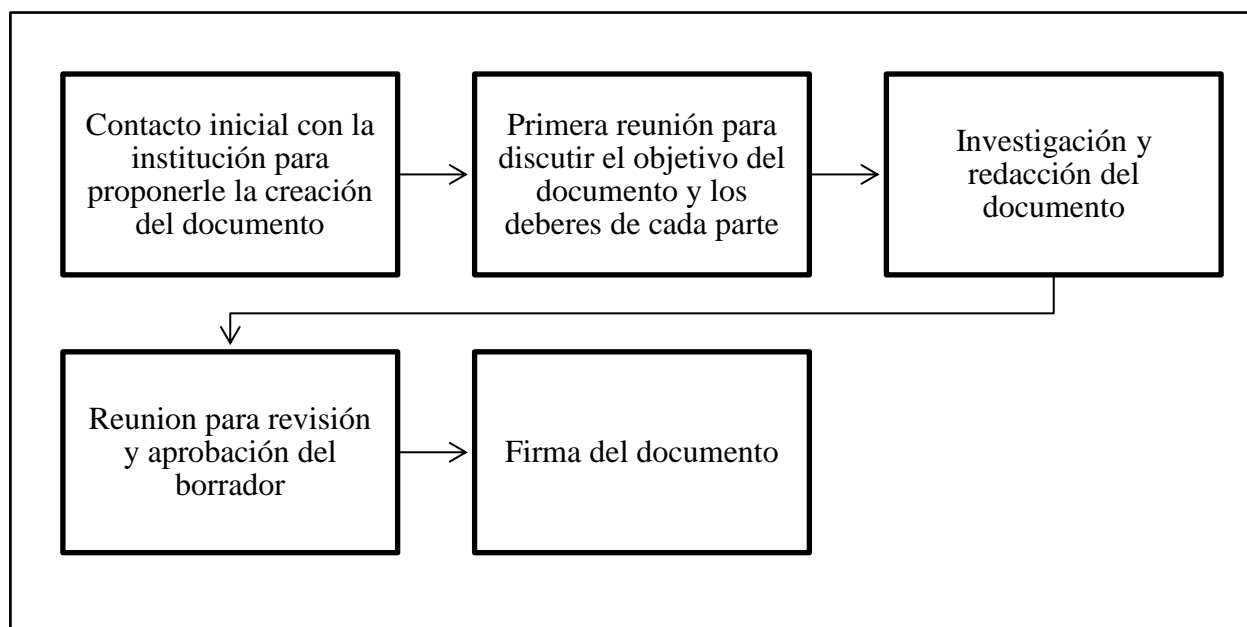 Contacto inicial con la
institución para
proponerle la creación
del documento
Primera reunión para
discutir el objetivo del
documento y los
deberes de cada parte
Investigación y
redacción del
documento
Reunion para revisión
y aprobación del
borrador
Firma del documento